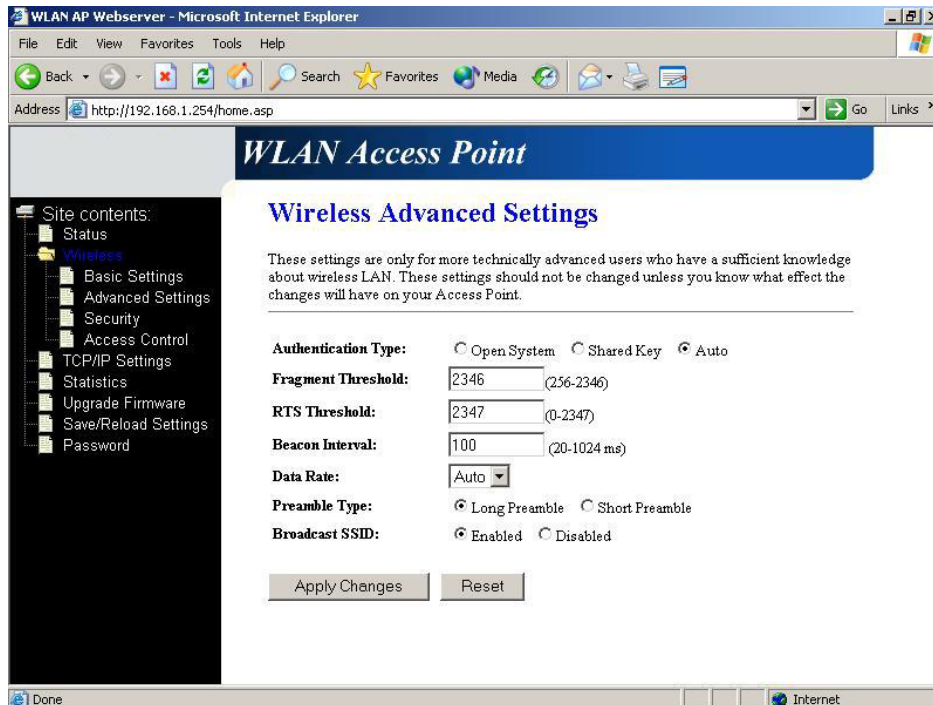 WLAN AP Webserver - Microsoft Internet Explorer
File Edit View Favorites Tools Help
Back Search Favorites Media
Address http://192.168.1.254/home.asp Go Links
WLAN Access Point
Site contents:
Status
Wireless
Basic Settings
Advanced Settings
Security
Access Control
TCP/IP Settings
Statistics
Upgrade Firmware
Save/Reload Settings
Password
Wireless Advanced Settings
These settings are only for more technically advanced users who have a sufficient knowledge
about wireless LAN. These settings should not be changed unless you know what effect the
changes will have on your Access Point.
Authentication Type: Open System Shared Key Auto
Fragment Threshold: 2346 (256-2346)
RTS Threshold: 2347 (0-2347)
Beacon Interval: 100 (20-1024 ms)
Data Rate: Auto
Preamble Type: Long Preamble Short Preamble
Broadcast SSID: Enabled Disabled
Apply Changes Reset
Done Internet